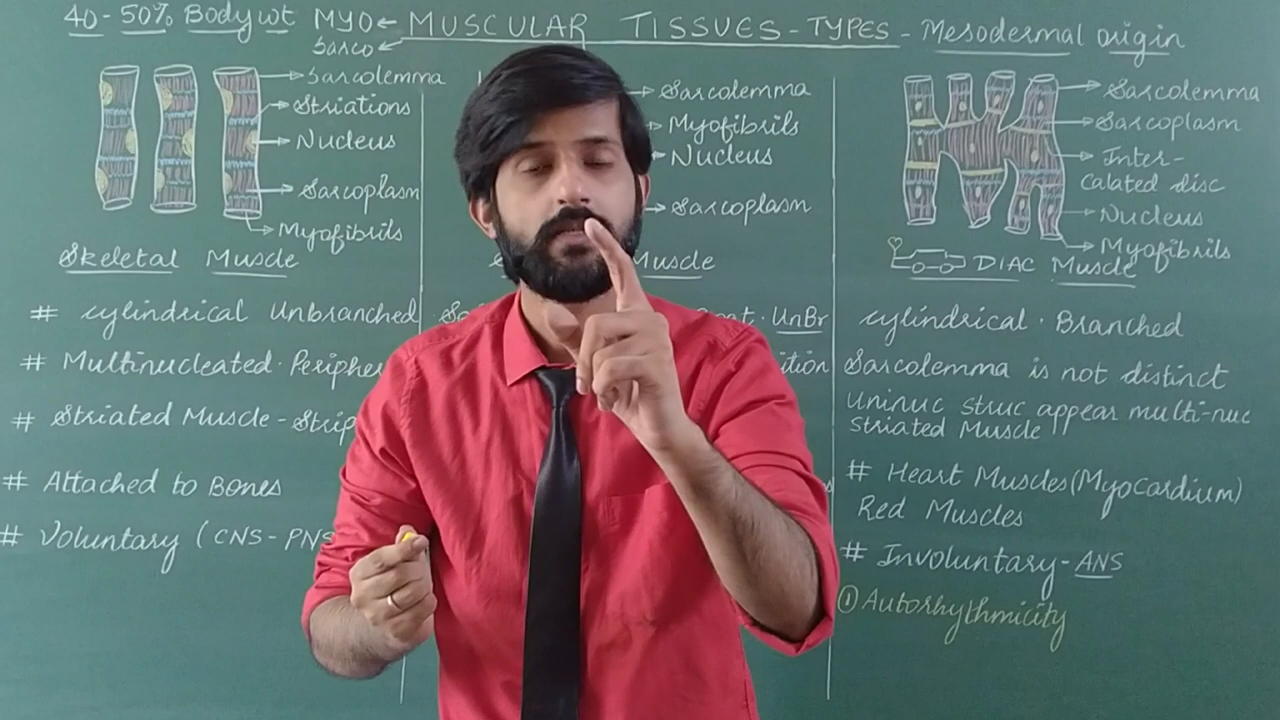 40-50% Body wt MYO MUSCULAR TISSUES - TYPES - Mesodermal origin
Sarco
Sarcolemma
Striations
Nucleus
Sarcoplasm
Myofibrils
Skeletal Muscle
# cylindrical Unbranched
# Multinucleated · Peripher
# Striated Muscle - Strip
# Attached to Bones
# Voluntary (CNS - PNS
Sarcolemma
Myofibrils
Nucleus
Sarcoplasm
Muscle
UnBr
ition
Sarcolemma
Sarcoplasm
Inter-
calated disc
Nucleus
Myofibrils
DIAC Muscle
cylindrical · Branched
Sarcolemma is not distinct
uninuc struc appear multi-nuc
striated Muscle
# Heart Muscles (Myocardium)
Red Muscles
# Involuntary - ANS
① Autorhythmicity